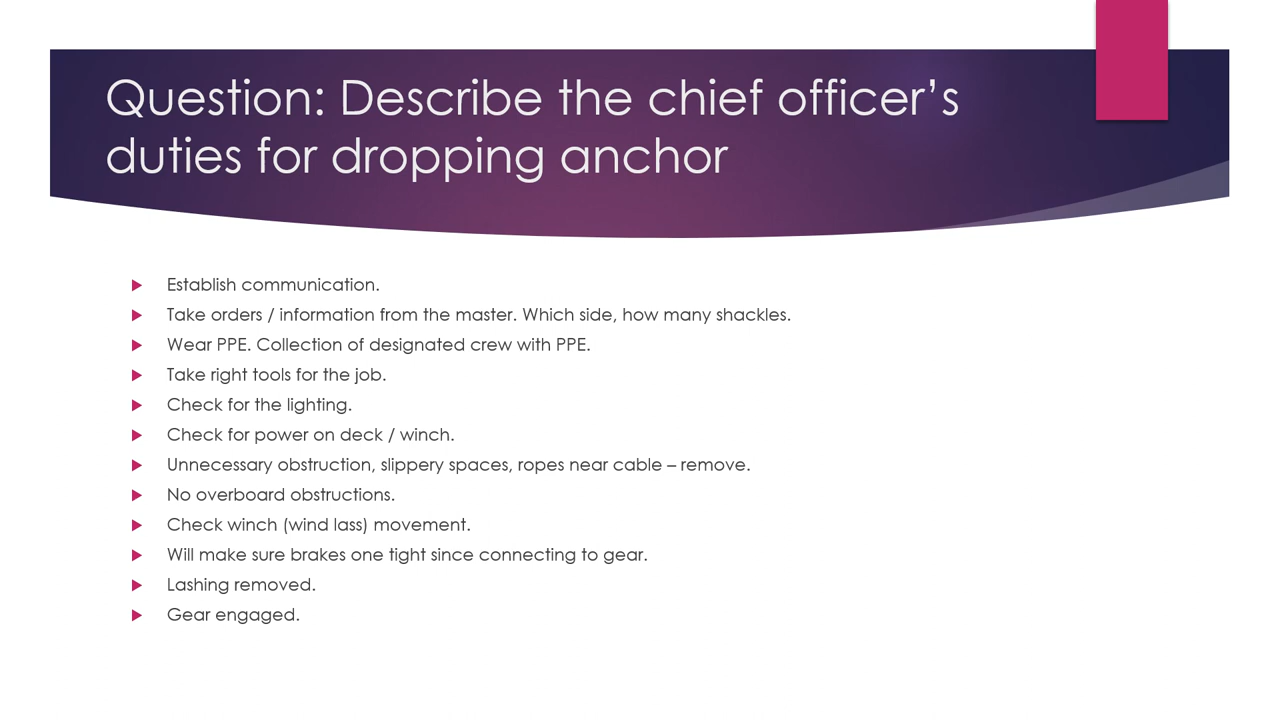 Question: Describe the chief officer’s
duties for dropping anchor
Establish communication.
Take orders / information from the master. Which side, how many shackles.
Wear PPE. Collection of designated crew with PPE.
Take right tools for the job.
Check for the lighting.
Check for power on deck / winch.
Unnecessary obstruction, slippery spaces, ropes near cable – remove.
No overboard obstructions.
Check winch (wind lass) movement.
Will make sure brakes one tight since connecting to gear.
Lashing removed.
Gear engaged.